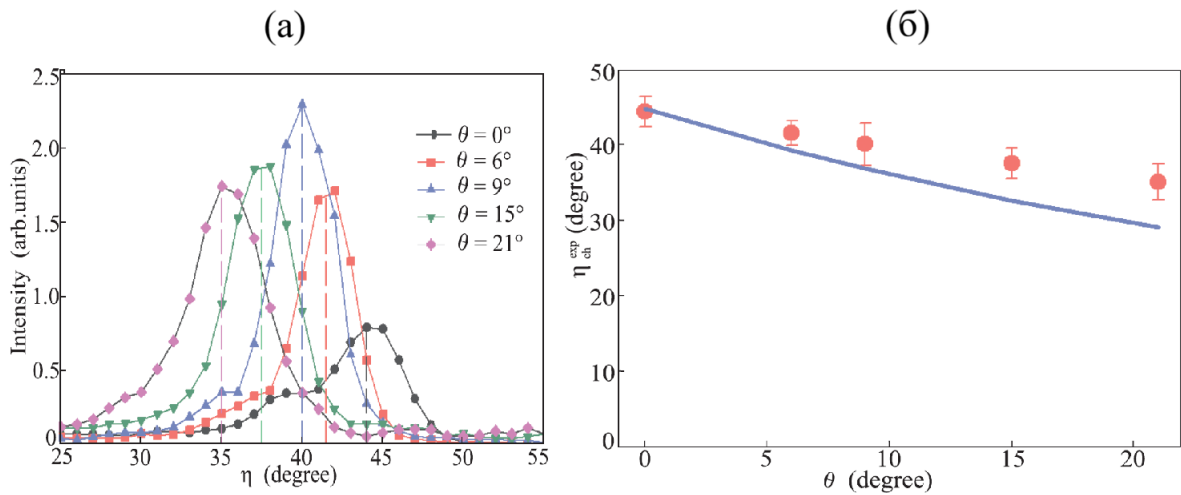 (а)
(б)
2.5
2.0
1.5
1.0
0.5
0
Intensity (arb.units)
25 30 35 40 45 50 55
η (degree)
θ = 0°
θ = 6°
θ = 9°
θ = 15°
θ = 21°
50
40
30
20
10
0
η exp ch (degree)
0 5 10 15 20
θ (degree)